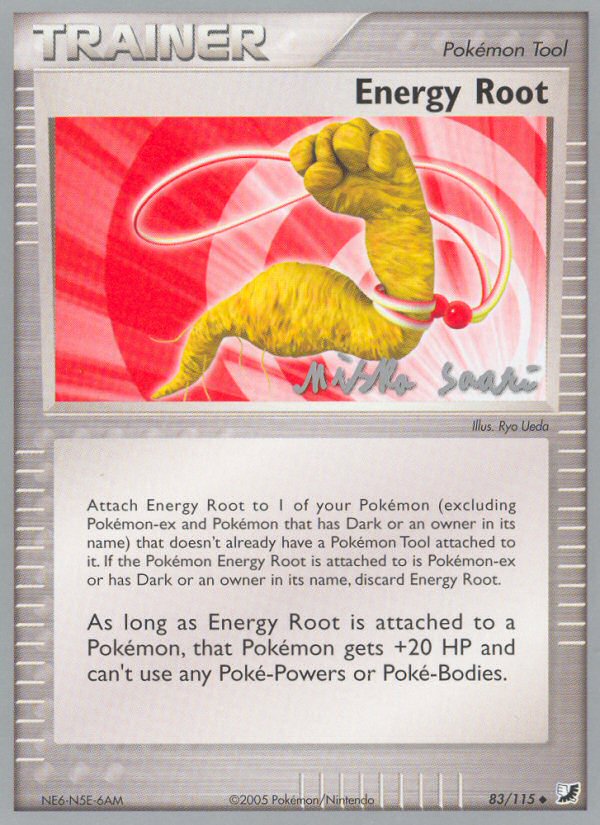 TRAINER
Pokémon Tool
Energy Root
Miško Saari
Illus. Ryo Ueda
Attach Energy Root to 1 of your Pokémon (excluding
Pokémon-ex and Pokémon that has Dark or an owner in its
name) that doesn't already have a Pokémon Tool attached to
it. If the Pokémon Energy Root is attached to is Pokémon-ex
or has Dark or an owner in its name, discard Energy Root.
As long as Energy Root is attached to a
Pokémon, that Pokémon gets +20 HP and
can't use any Poké-Powers or Poké-Bodies.
NE6-N5E-6AM
©2005 Pokémon/Nintendo
83/115